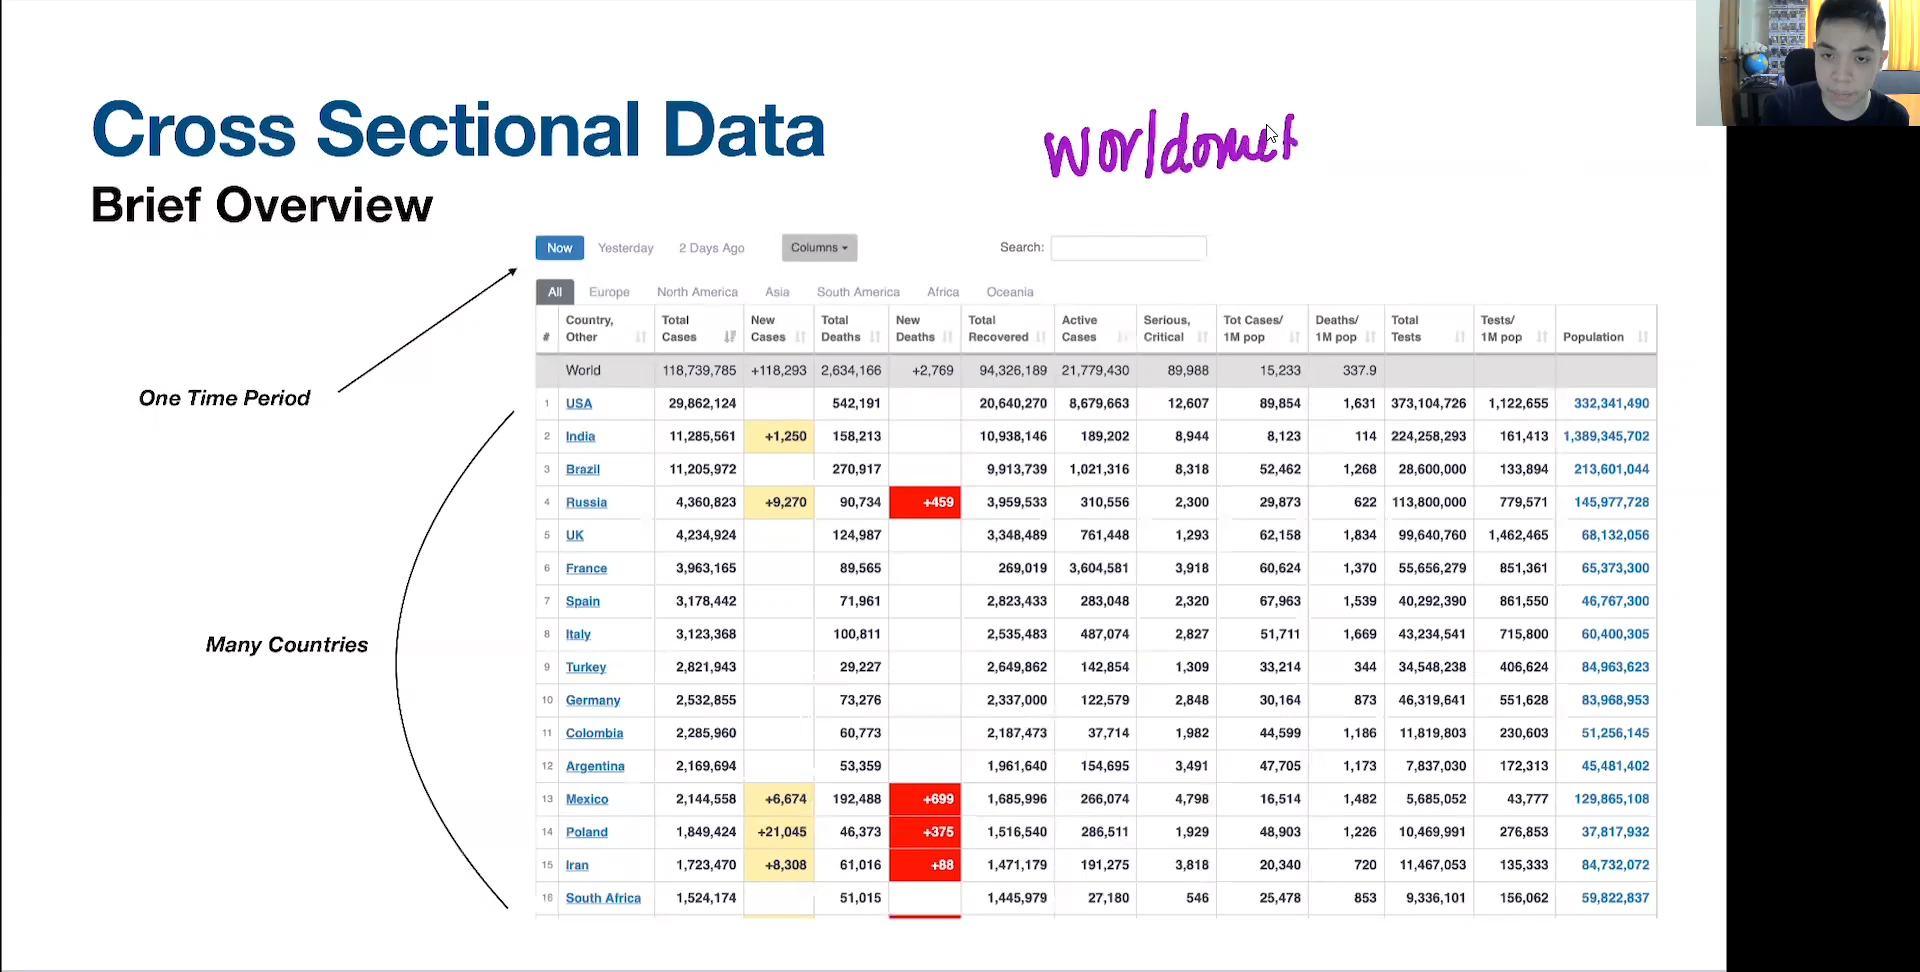 Cross Sectional Data
worldomet
Brief Overview
Now Yesterday 2 Days Ago Columns Search:
All Europe North America Asia South America Africa Oceania
# Country, Other Total Cases New Cases Total Deaths New Deaths Total Recovered Active Cases Serious, Critical Tot Cases/ 1M pop Deaths/ 1M pop Total Tests Tests/ 1M pop Population
World 118,739,785 +118,293 2,634,166 +2,769 94,326,189 21,779,430 89,988 15,233 337.9
One Time Period
1 USA 29,862,124 542,191 20,640,270 8,679,663 12,607 89,854 1,631 373,104,726 1,122,655 332,341,490
2 India 11,285,561 +1,250 158,213 10,938,146 189,202 8,944 8,123 114 224,258,293 161,413 1,389,345,702
3 Brazil 11,205,972 270,917 9,913,739 1,021,316 8,318 52,462 1,268 28,600,000 133,894 213,601,044
4 Russia 4,360,823 +9,270 90,734 +459 3,959,533 310,556 2,300 29,873 622 113,800,000 779,571 145,977,728
5 UK 4,234,924 124,987 3,348,489 761,448 1,293 62,158 1,834 99,640,760 1,462,465 68,132,056
6 France 3,963,165 89,565 269,019 3,604,581 3,918 60,624 1,370 55,656,279 851,361 65,373,300
7 Spain 3,178,442 71,961 2,823,433 283,048 2,320 67,963 1,539 40,292,390 861,550 46,767,300
8 Italy 3,123,368 100,811 2,535,483 487,074 2,827 51,711 1,669 43,234,541 715,800 60,400,305
Many Countries
9 Turkey 2,821,943 29,227 2,649,862 142,854 1,309 33,214 344 34,548,238 406,624 84,963,623
10 Germany 2,532,855 73,276 2,337,000 122,579 2,848 30,164 873 46,319,641 551,628 83,968,953
11 Colombia 2,285,960 60,773 2,187,473 37,714 1,982 44,599 1,186 11,819,803 230,603 51,256,145
12 Argentina 2,169,694 53,359 1,961,640 154,695 3,491 47,705 1,173 7,837,030 172,313 45,481,402
13 Mexico 2,144,558 +6,674 192,488 +699 1,685,996 266,074 4,798 16,514 1,482 5,685,052 43,777 129,865,108
14 Poland 1,849,424 +21,045 46,373 +375 1,516,540 286,511 1,929 48,903 1,226 10,469,991 276,853 37,817,932
15 Iran 1,723,470 +8,308 61,016 +88 1,471,179 191,275 3,818 20,340 720 11,467,053 135,333 84,732,072
16 South Africa 1,524,174 51,015 1,445,979 27,180 546 25,478 853 9,336,101 156,062 59,822,837